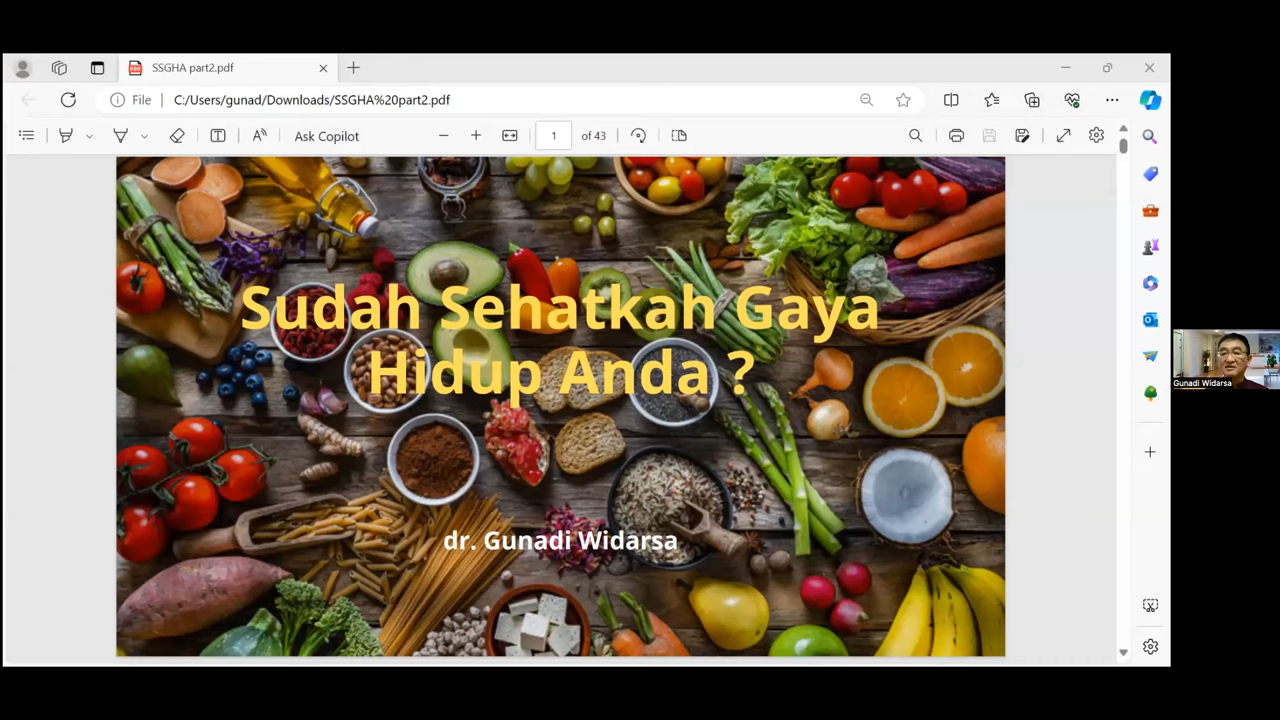 SSGHA part2.pdf
File
C:/Users/gunad/Downloads/SSGHA%20part2.pdf
Ask Copilot
1
of 43
Sudah Sehatkah Gaya
Hidup Anda ?
dr. Gunadi Widarsa
Gunadi Widarsa